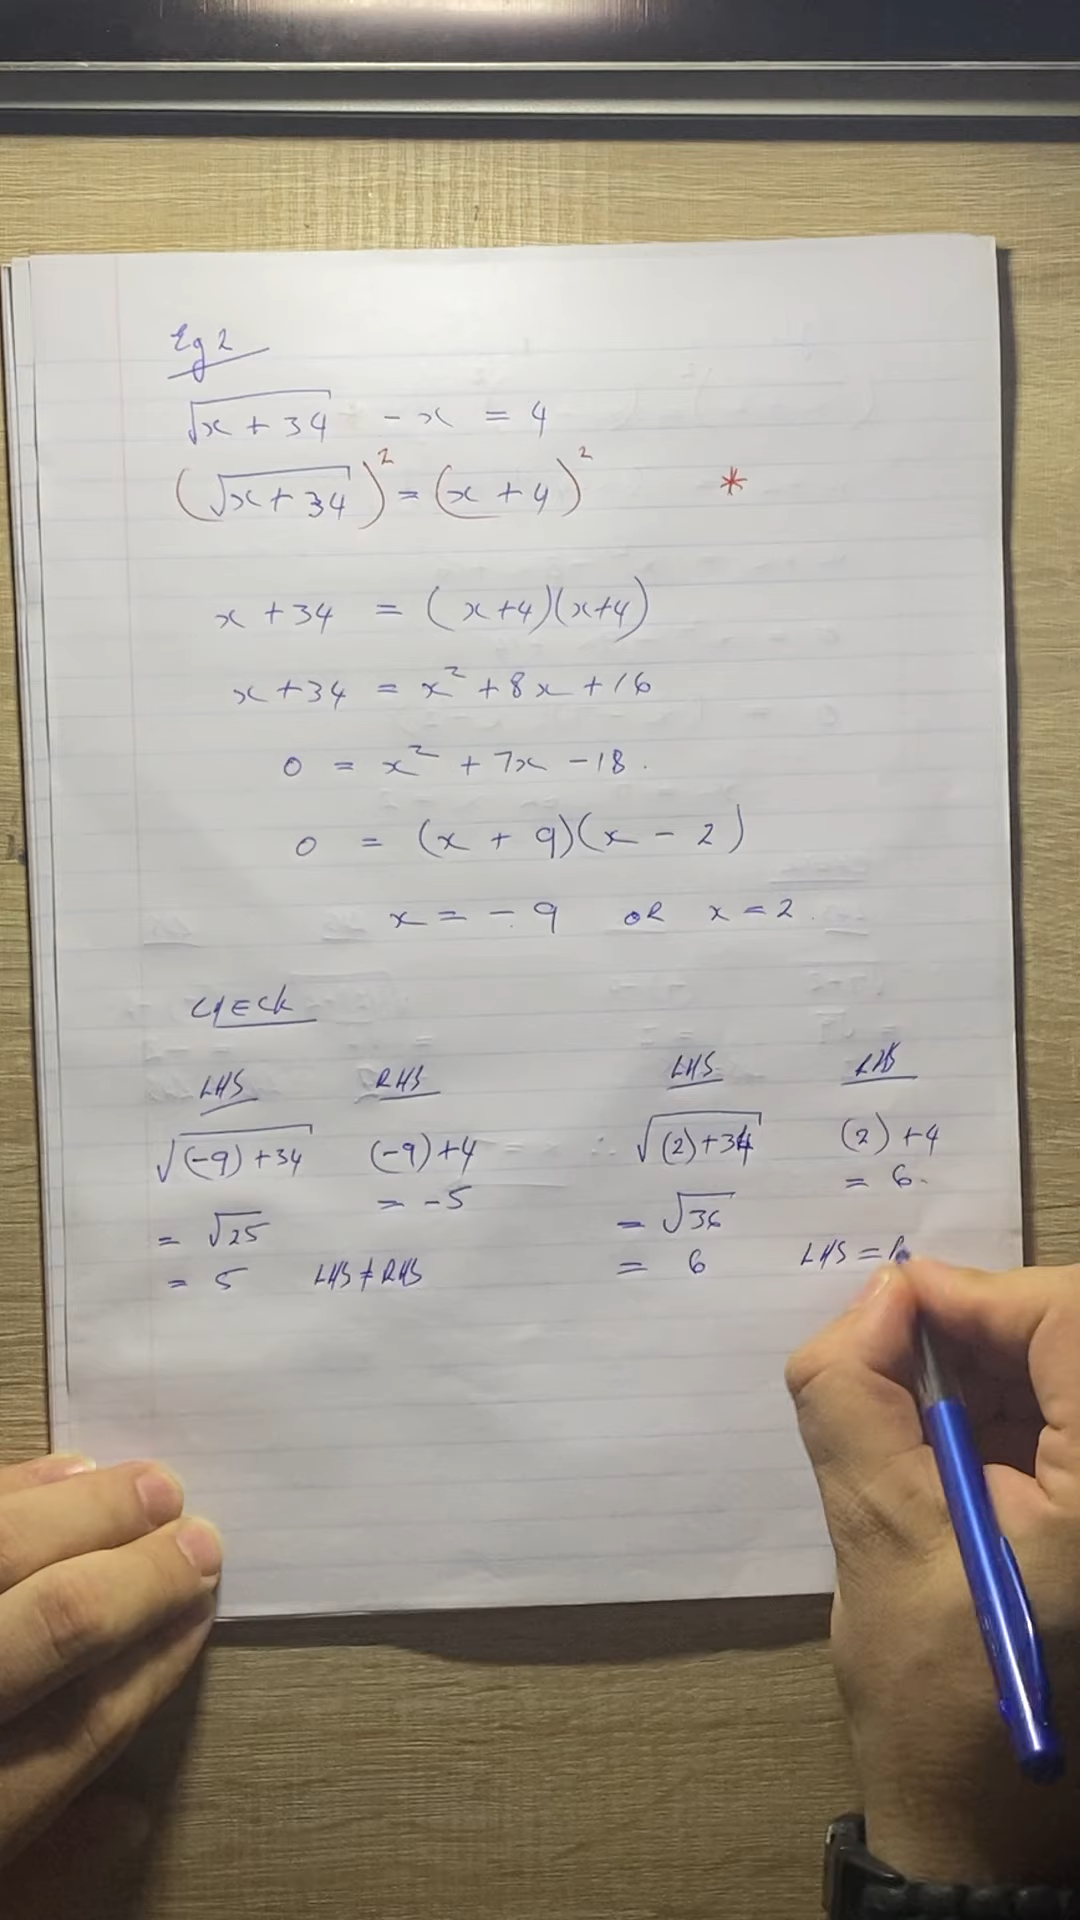 Eg 2
√(x + 34) - x = 4
(√(x + 34))² = (x + 4)² *
x + 34 = (x+4)(x+4)
x + 34 = x² + 8x + 16
0 = x² + 7x - 18.
0 = (x + 9)(x - 2)
x = -9 OR x = 2.
CHECK
LHS RHS LHS RHS
√((-9) + 34) (-9) + 4 √((2) + 34) (2) + 4
= -5 = 6.
= √25 = √36
= 5 LHS ≠ RHS = 6 LHS =